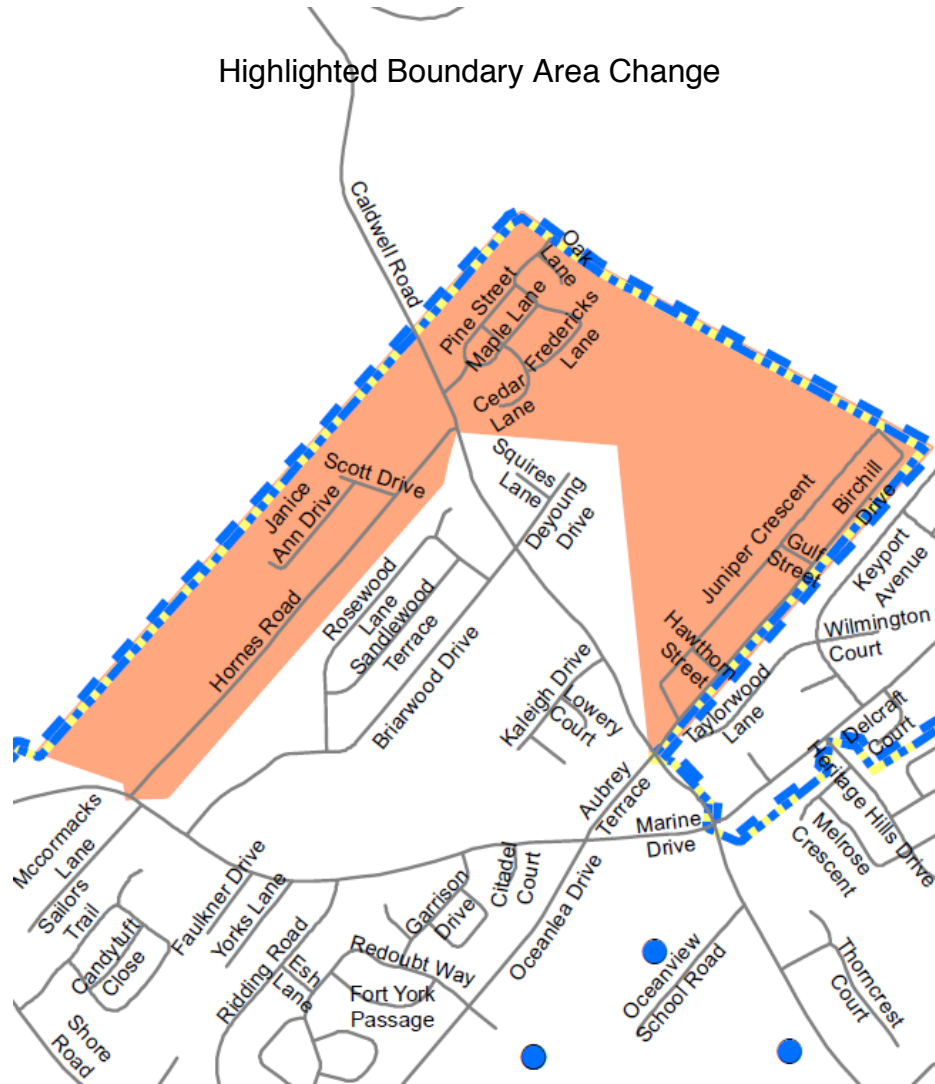 Highlighted Boundary Area Change
Caldwell Road
Oak
Lane
Pine Street
Maple Lane
Fredericks
Lane
Cedar
Lane
Squires
Lane
Deyoung
Drive
Scott Drive
Janice
Ann Drive
Hornes Road
Rosewood
Lane
Sandlewood
Terrace
Briarwood Drive
Juniper Crescent
Birchill
Drive
Gulf
Street
Hawthorn
Street
Keyport
Avenue
Wilmington
Court
Taylorwood
Lane
Kaleigh Drive
Lowery
Court
Delcraft
Court
Heritage Hills Drive
Melrose
Crescent
Aubrey
Terrace
Marine
Drive
Mccormacks
Lane
Sailors
Trail
Candytuft
Close
Shore
Road
Faulkner Drive
Yorks Lane
Ridding Road
Esh
Lane
Garrison
Drive
Citadel
Court
Redoubt Way
Fort York
Passage
Oceanlea Drive
Oceanview
School Road
Thorncrest
Court